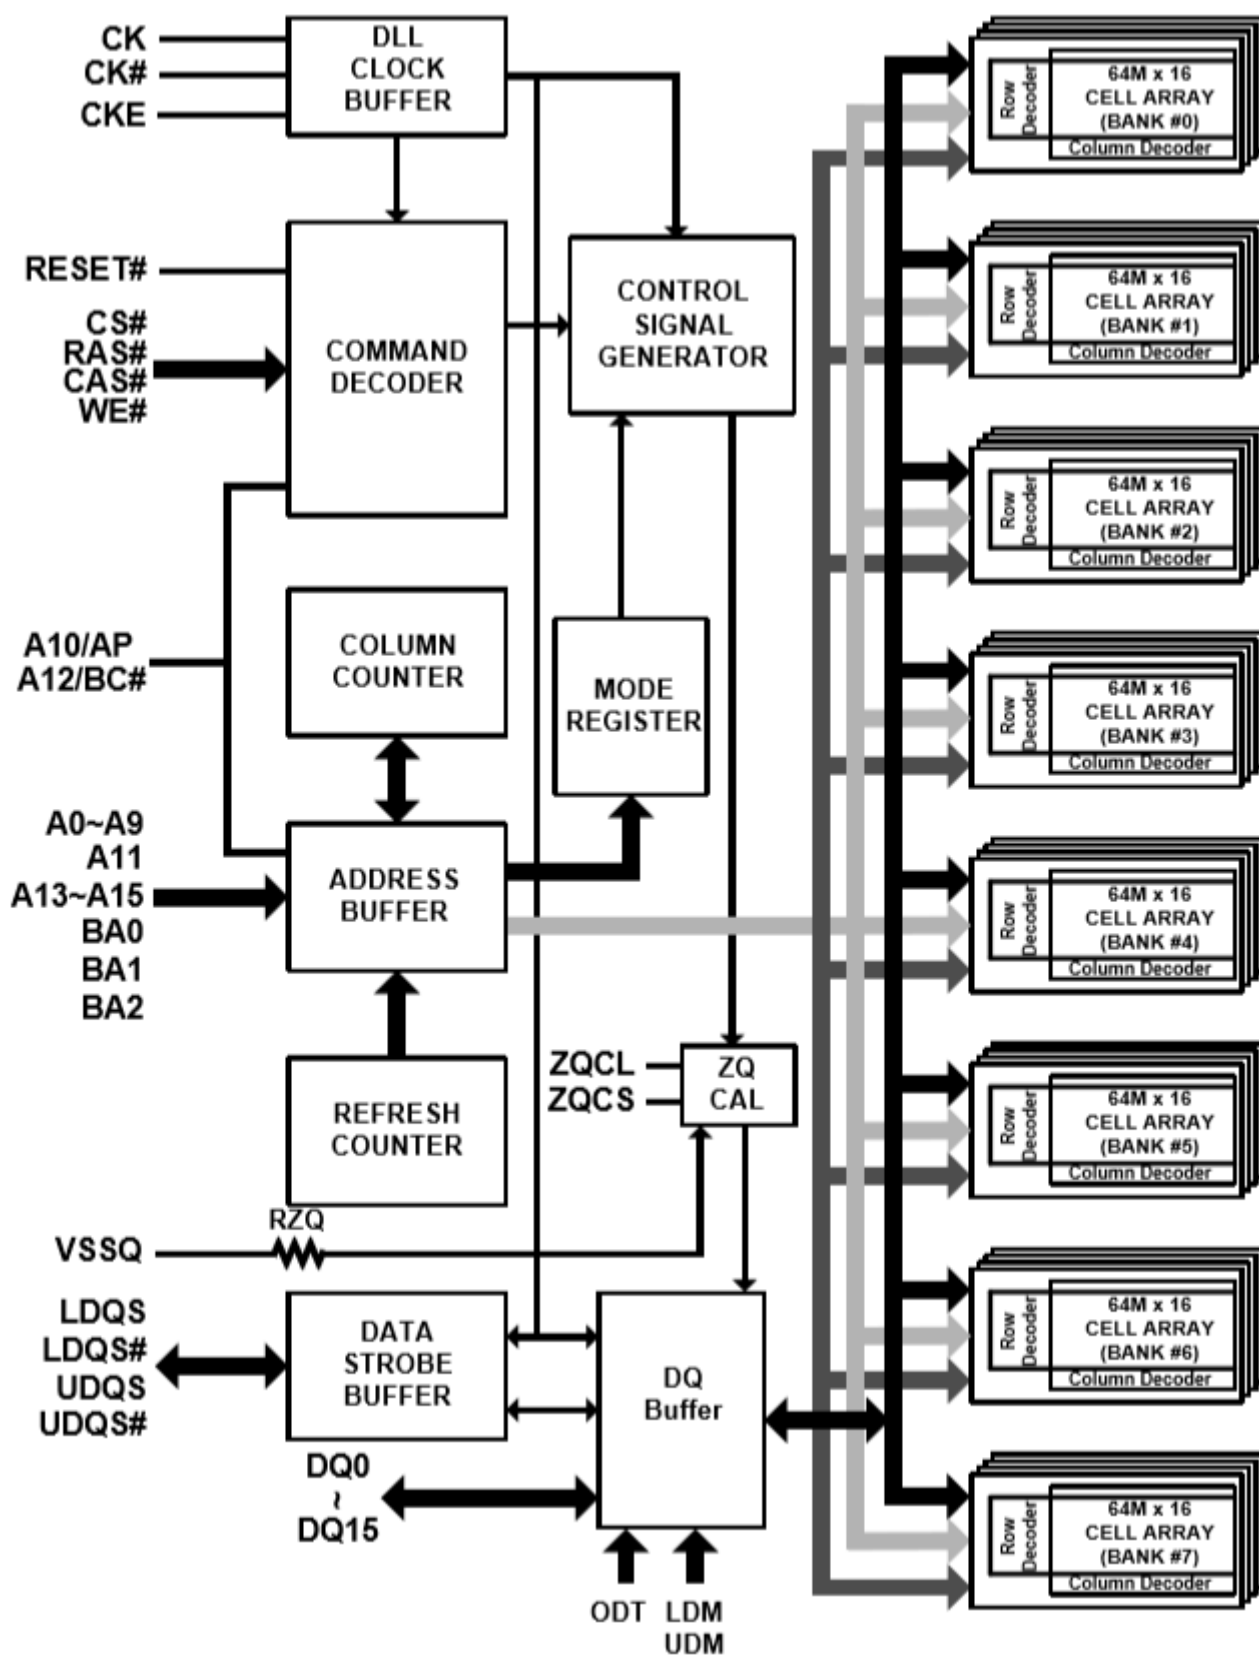 CK
CK#
CKE
DLL
CLOCK
BUFFER
RESET#
CS#
RAS#
CAS#
WE#
COMMAND
DECODER
CONTROL
SIGNAL
GENERATOR
A10/AP
A12/BC#
COLUMN
COUNTER
MODE
REGISTER
A0~A9
A11
A13~A15
BA0
BA1
BA2
ADDRESS
BUFFER
REFRESH
COUNTER
ZQCL
ZQCS
ZQ
CAL
RZQ
VSSQ
LDQS
LDQS#
UDQS
UDQS#
DATA
STROBE
BUFFER
DQ
Buffer
DQ0
~
DQ15
ODT
LDM
UDM
Row
Decoder
64M x 16
CELL ARRAY
(BANK #0)
Column Decoder
Row
Decoder
64M x 16
CELL ARRAY
(BANK #1)
Column Decoder
Row
Decoder
64M x 16
CELL ARRAY
(BANK #2)
Column Decoder
Row
Decoder
64M x 16
CELL ARRAY
(BANK #3)
Column Decoder
Row
Decoder
64M x 16
CELL ARRAY
(BANK #4)
Column Decoder
Row
Decoder
64M x 16
CELL ARRAY
(BANK #5)
Column Decoder
Row
Decoder
64M x 16
CELL ARRAY
(BANK #6)
Column Decoder
Row
Decoder
64M x 16
CELL ARRAY
(BANK #7)
Column Decoder